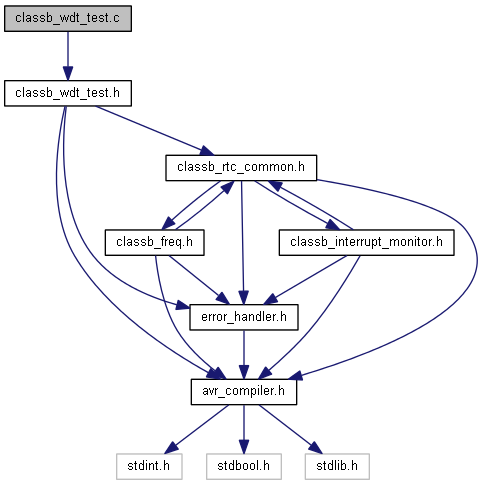 classb_wdt_test.c
classb_wdt_test.h
classb_rtc_common.h
classb_freq.h
classb_interrupt_monitor.h
error_handler.h
avr_compiler.h
stdint.h
stdbool.h
stdlib.h